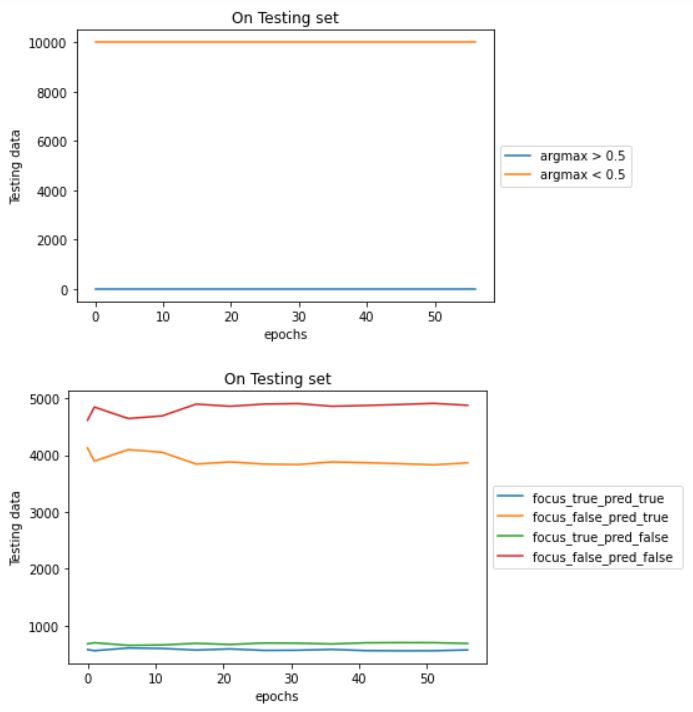 On Testing set
10000
8000
6000
4000
2000
0
Testing data
0 10 20 30 40 50
epochs
argmax > 0.5
argmax < 0.5
On Testing set
5000
4000
3000
2000
1000
Testing data
0 10 20 30 40 50
epochs
focus_true_pred_true
focus_false_pred_true
focus_true_pred_false
focus_false_pred_false